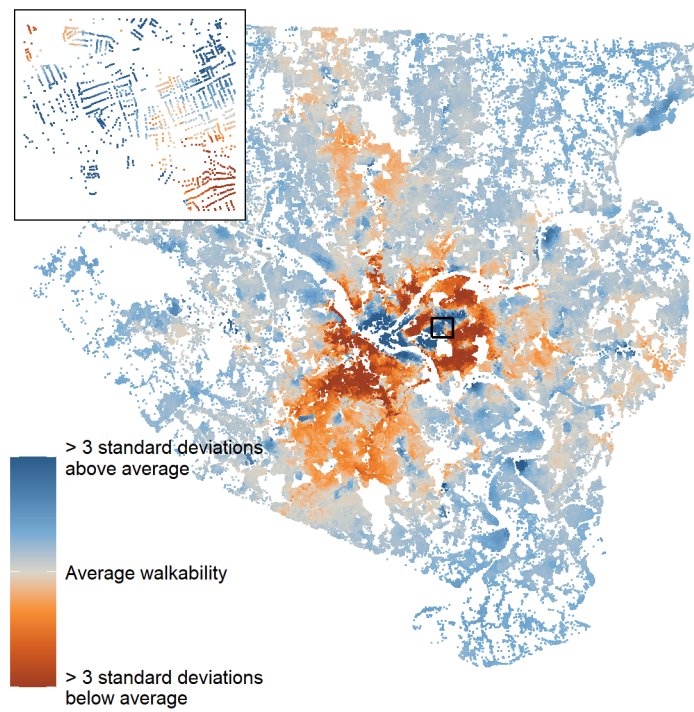 > 3 standard deviations
above average
Average walkability
> 3 standard deviations
below average